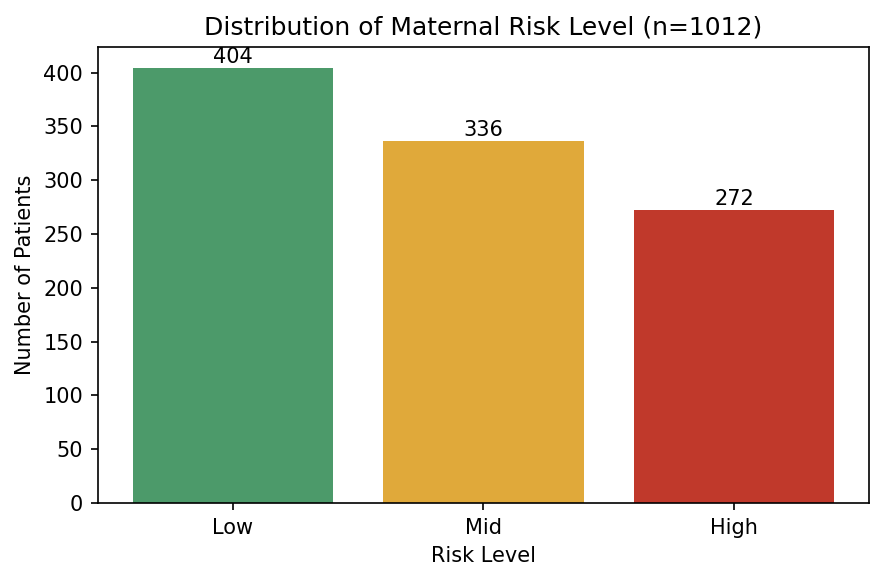 Distribution of Maternal Risk Level (n=1012)
404
336
272
400
350
300
250
200
150
100
50
0
Number of Patients
Low
Mid
High
Risk Level